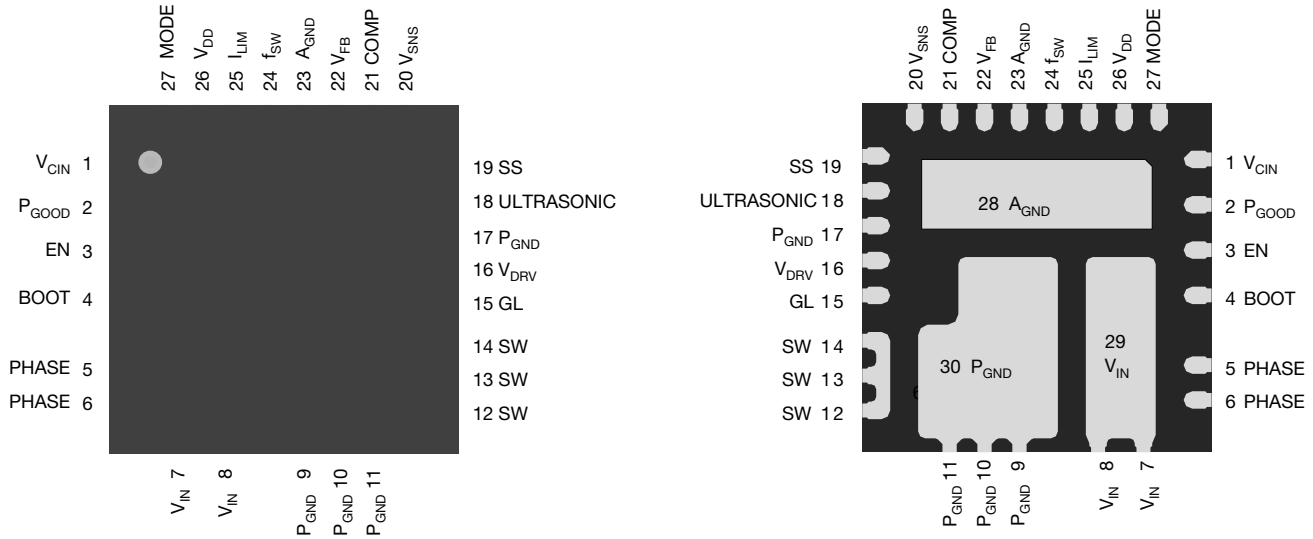 27 MODE
26 VDD
25 ILIM
24 fSW
23 AGND
22 VFB
21 COMP
20 VSNS
VCIN 1
PGOOD 2
EN 3
BOOT 4
PHASE 5
PHASE 6
19 SS
18 ULTRASONIC
17 PGND
16 VDRV
15 GL
14 SW
13 SW
12 SW
VIN 7
VIN 8
PGND 9
PGND 10
PGND 11
20 VSNS
21 COMP
22 VFB
23 AGND
24 fSW
25 ILIM
26 VDD
27 MODE
SS 19
ULTRASONIC 18
PGND 17
VDRV 16
GL 15
SW 14
SW 13
SW 12
28 AGND
30 PGND
29
VIN
1 VCIN
2 PGOOD
3 EN
4 BOOT
5 PHASE
6 PHASE
PGND 11
PGND 10
PGND 9
VIN 8
VIN 7